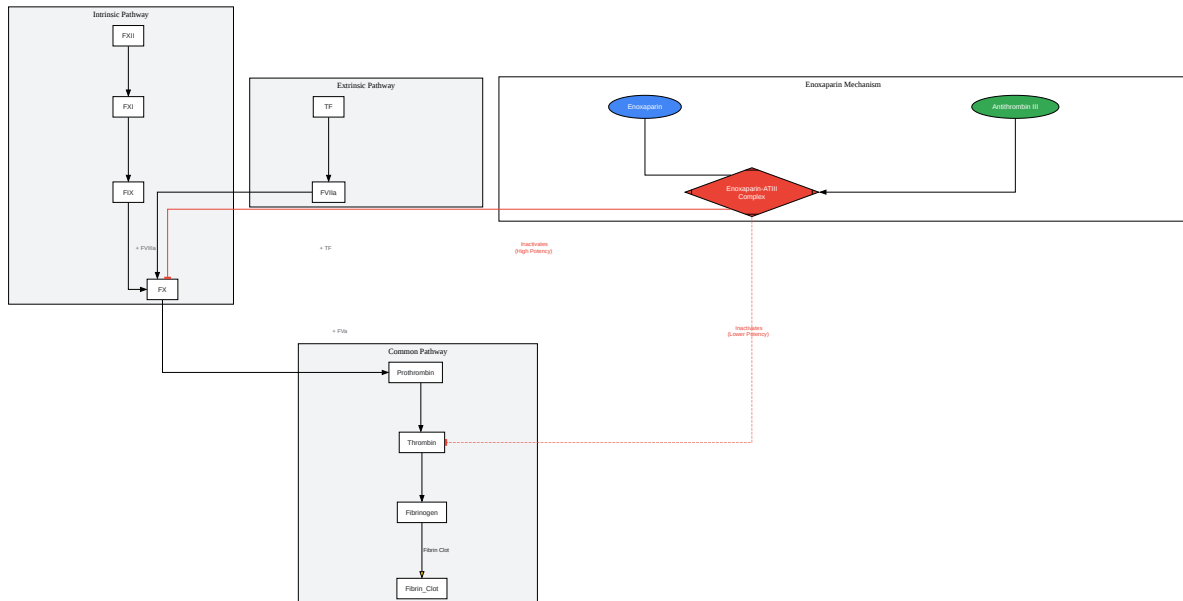 Intrinsic Pathway
FXII
FXI
FIX
+ FVIIIa
FX
Extrinsic Pathway
TF
FVIIa
+ TF
Enoxaparin Mechanism
Enoxaparin
Antithrombin III
Enoxaparin-ATIII
Complex
Inactivates
(High Potency)
Inactivates
(Lower Potency)
+ FVa
Common Pathway
Prothrombin
Thrombin
Fibrinogen
Fibrin Clot
Fibrin_Clot